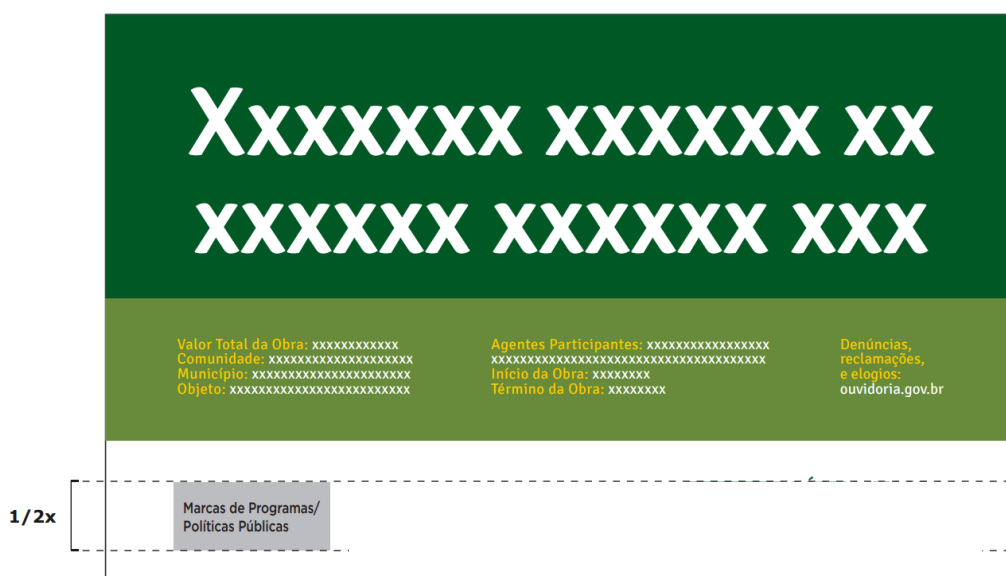 Xxxxxxxx xxxxxx xx
xxxxxx xxxxxx xxx
Valor Total da Obra: xxxxxxxxxxxx
Comunidade: xxxxxxxxxxxxxxxxxxxx
Município: xxxxxxxxxxxxxxxxxxxxxx
Objeto: xxxxxxxxxxxxxxxxxxxxxxxxx
Agentes Participantes: xxxxxxxxxxxxxxxxx
xxxxxxxxxxxxxxxxxxxxxxxxxxxxxxxxxxxxxx
Início da Obra: xxxxxxxx
Término da Obra: xxxxxxxx
Denúncias,
reclamações,
e elogios:
ouvidoria.gov.br
1/2x
Marcas de Programas/
Políticas Públicas